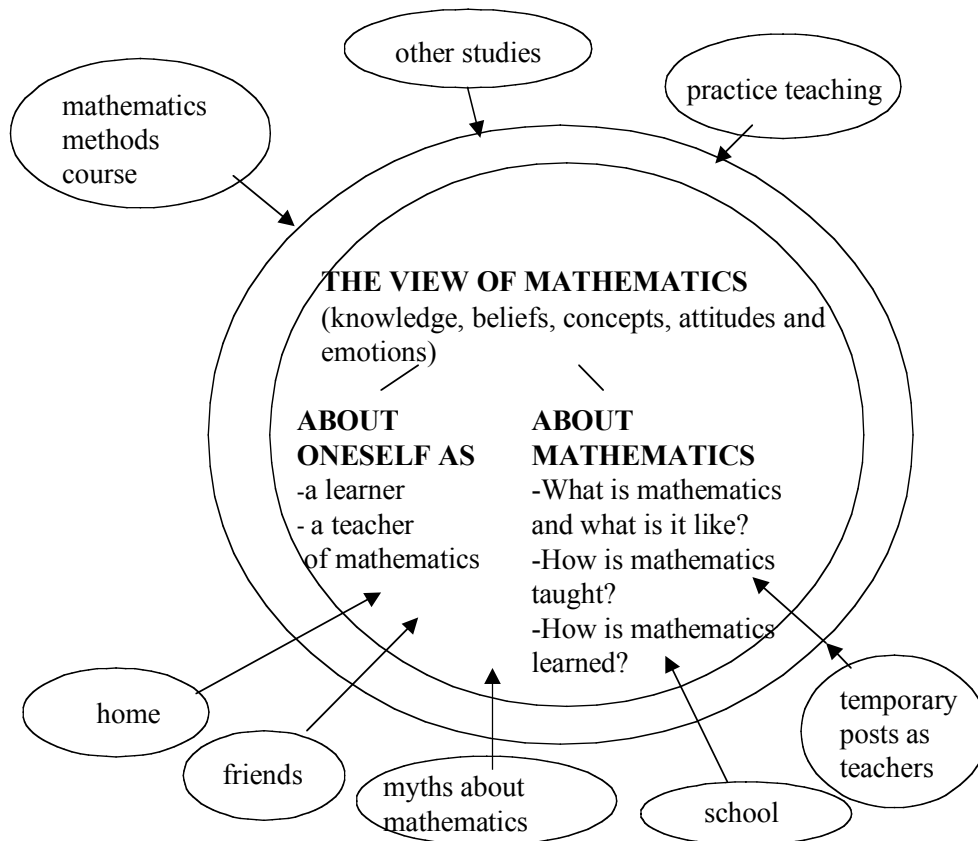 other studies
practice teaching
mathematics
methods
course
THE VIEW OF MATHEMATICS
(knowledge, beliefs, concepts, attitudes and
emotions)
ABOUT
ONESELF AS
-a learner
- a teacher
of mathematics
ABOUT
MATHEMATICS
-What is mathematics
and what is it like?
-How is mathematics
taught?
-How is mathematics
learned?
home
friends
myths about
mathematics
school
temporary
posts as
teachers